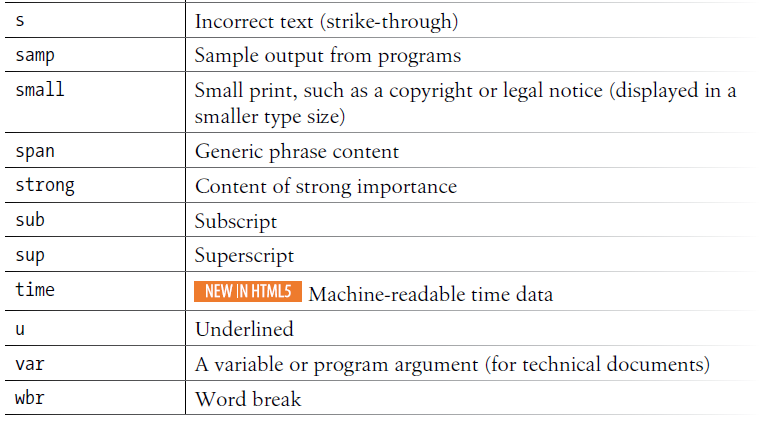 s Incorrect text (strike-through)
samp Sample output from programs
small Small print, such as a copyright or legal notice (displayed in a
smaller type size)
span Generic phrase content
strong Content of strong importance
sub Subscript
sup Superscript
time NEW IN HTML5 Machine-readable time data
u Underlined
var A variable or program argument (for technical documents)
wbr Word break